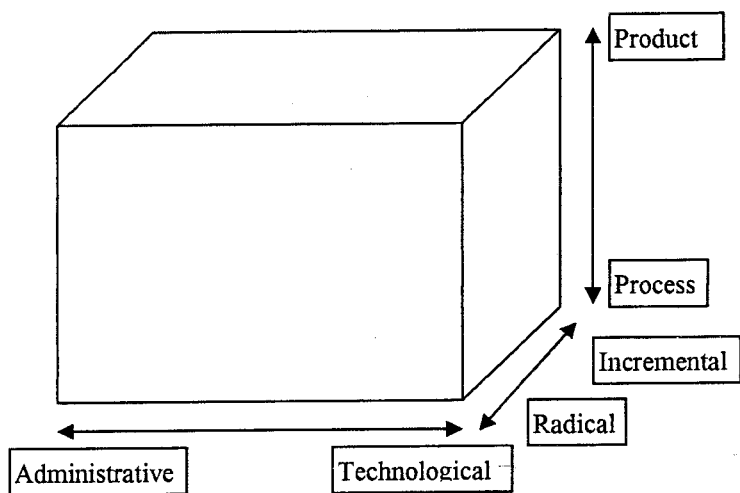 Product
Process
Incremental
Radical
Administrative
Technological